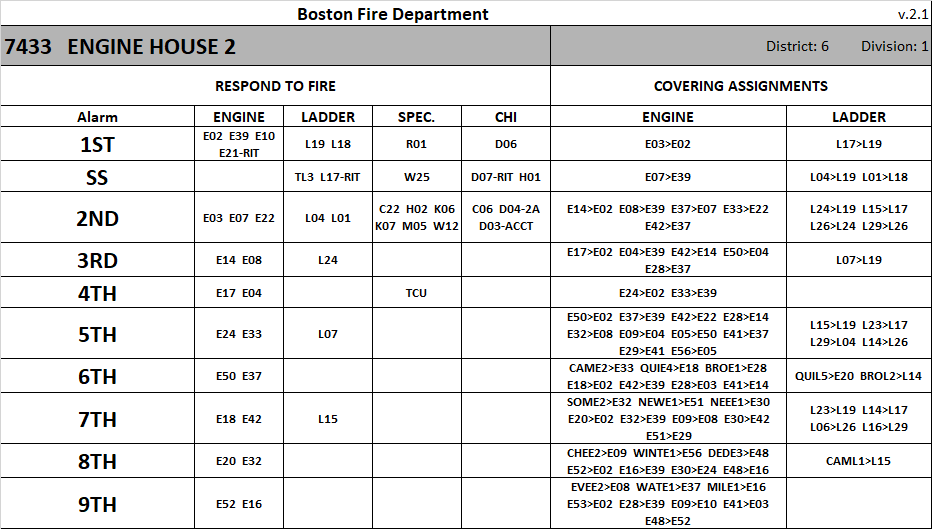 Boston Fire Department v.2.1
7433 ENGINE HOUSE 2 District: 6 Division: 1
RESPOND TO FIRE COVERING ASSIGNMENTS
Alarm ENGINE LADDER SPEC. CHI ENGINE LADDER
1ST
E02 E39 E10
E21-RIT
L19 L18
R01
D06
E03>E02
L17>L19
SS
TL3 L17-RIT
W25
D07-RIT H01
E07>E39
L04>L19 L01>L18
2ND
E03 E07 E22
L04 L01
C22 H02 K06
K07 M05 W12
C06 D04-2A
D03-ACCT
E14>E02 E08>E39 E37>E07 E33>E22
E42>E37
L24>L19 L15>L17
L26>L24 L29>L26
3RD
E14 E08
L24
E17>E02 E04>E39 E42>E14 E50>E04
E28>E37
L07>L19
4TH
E17 E04
TCU
E24>E02 E33>E39
5TH
E24 E33
L07
E50>E02 E37>E39 E42>E22 E28>E14
E32>E08 E09>E04 E05>E50 E41>E37
E29>E41 E56>E05
L15>L19 L23>L17
L29>L04 L14>L26
6TH
E50 E37
CAME2>E33 QUIE4>E18 BROE1>E28
E18>E02 E42>E39 E28>E03 E41>E14
QUIL5>E20 BROL2>L14
7TH
E18 E42
L15
SOME2>E32 NEWE1>E51 NEEE1>E30
E20>E02 E32>E39 E09>E08 E30>E42
E51>E29
L23>L19 L14>L17
L06>L26 L16>L29
8TH
E20 E32
CHEE2>E09 WINTE1>E56 DEDE3>E48
E52>E02 E16>E39 E30>E24 E48>E16
CAML1>L15
9TH
E52 E16
EVEE2>E08 WATE1>E37 MILE1>E16
E53>E02 E28>E39 E09>E10 E41>E03
E48>E52